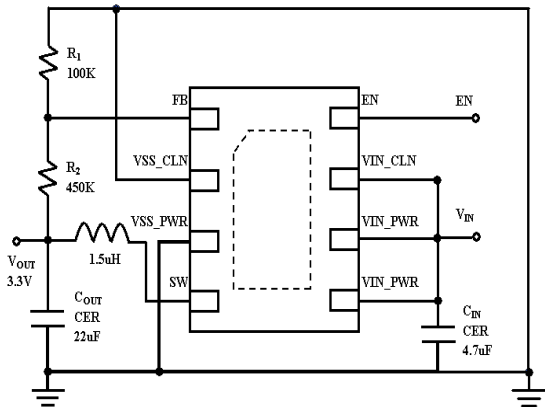 R1
100K
FB
EN
EN
R2
450K
VSS_CLN
VIN_CLN
VSS_PWR
VIN_PWR
VIN
VOUT
3.3V
1.5uH
SW
VIN_PWR
COUT
CER
22uF
CIN
CER
4.7uF